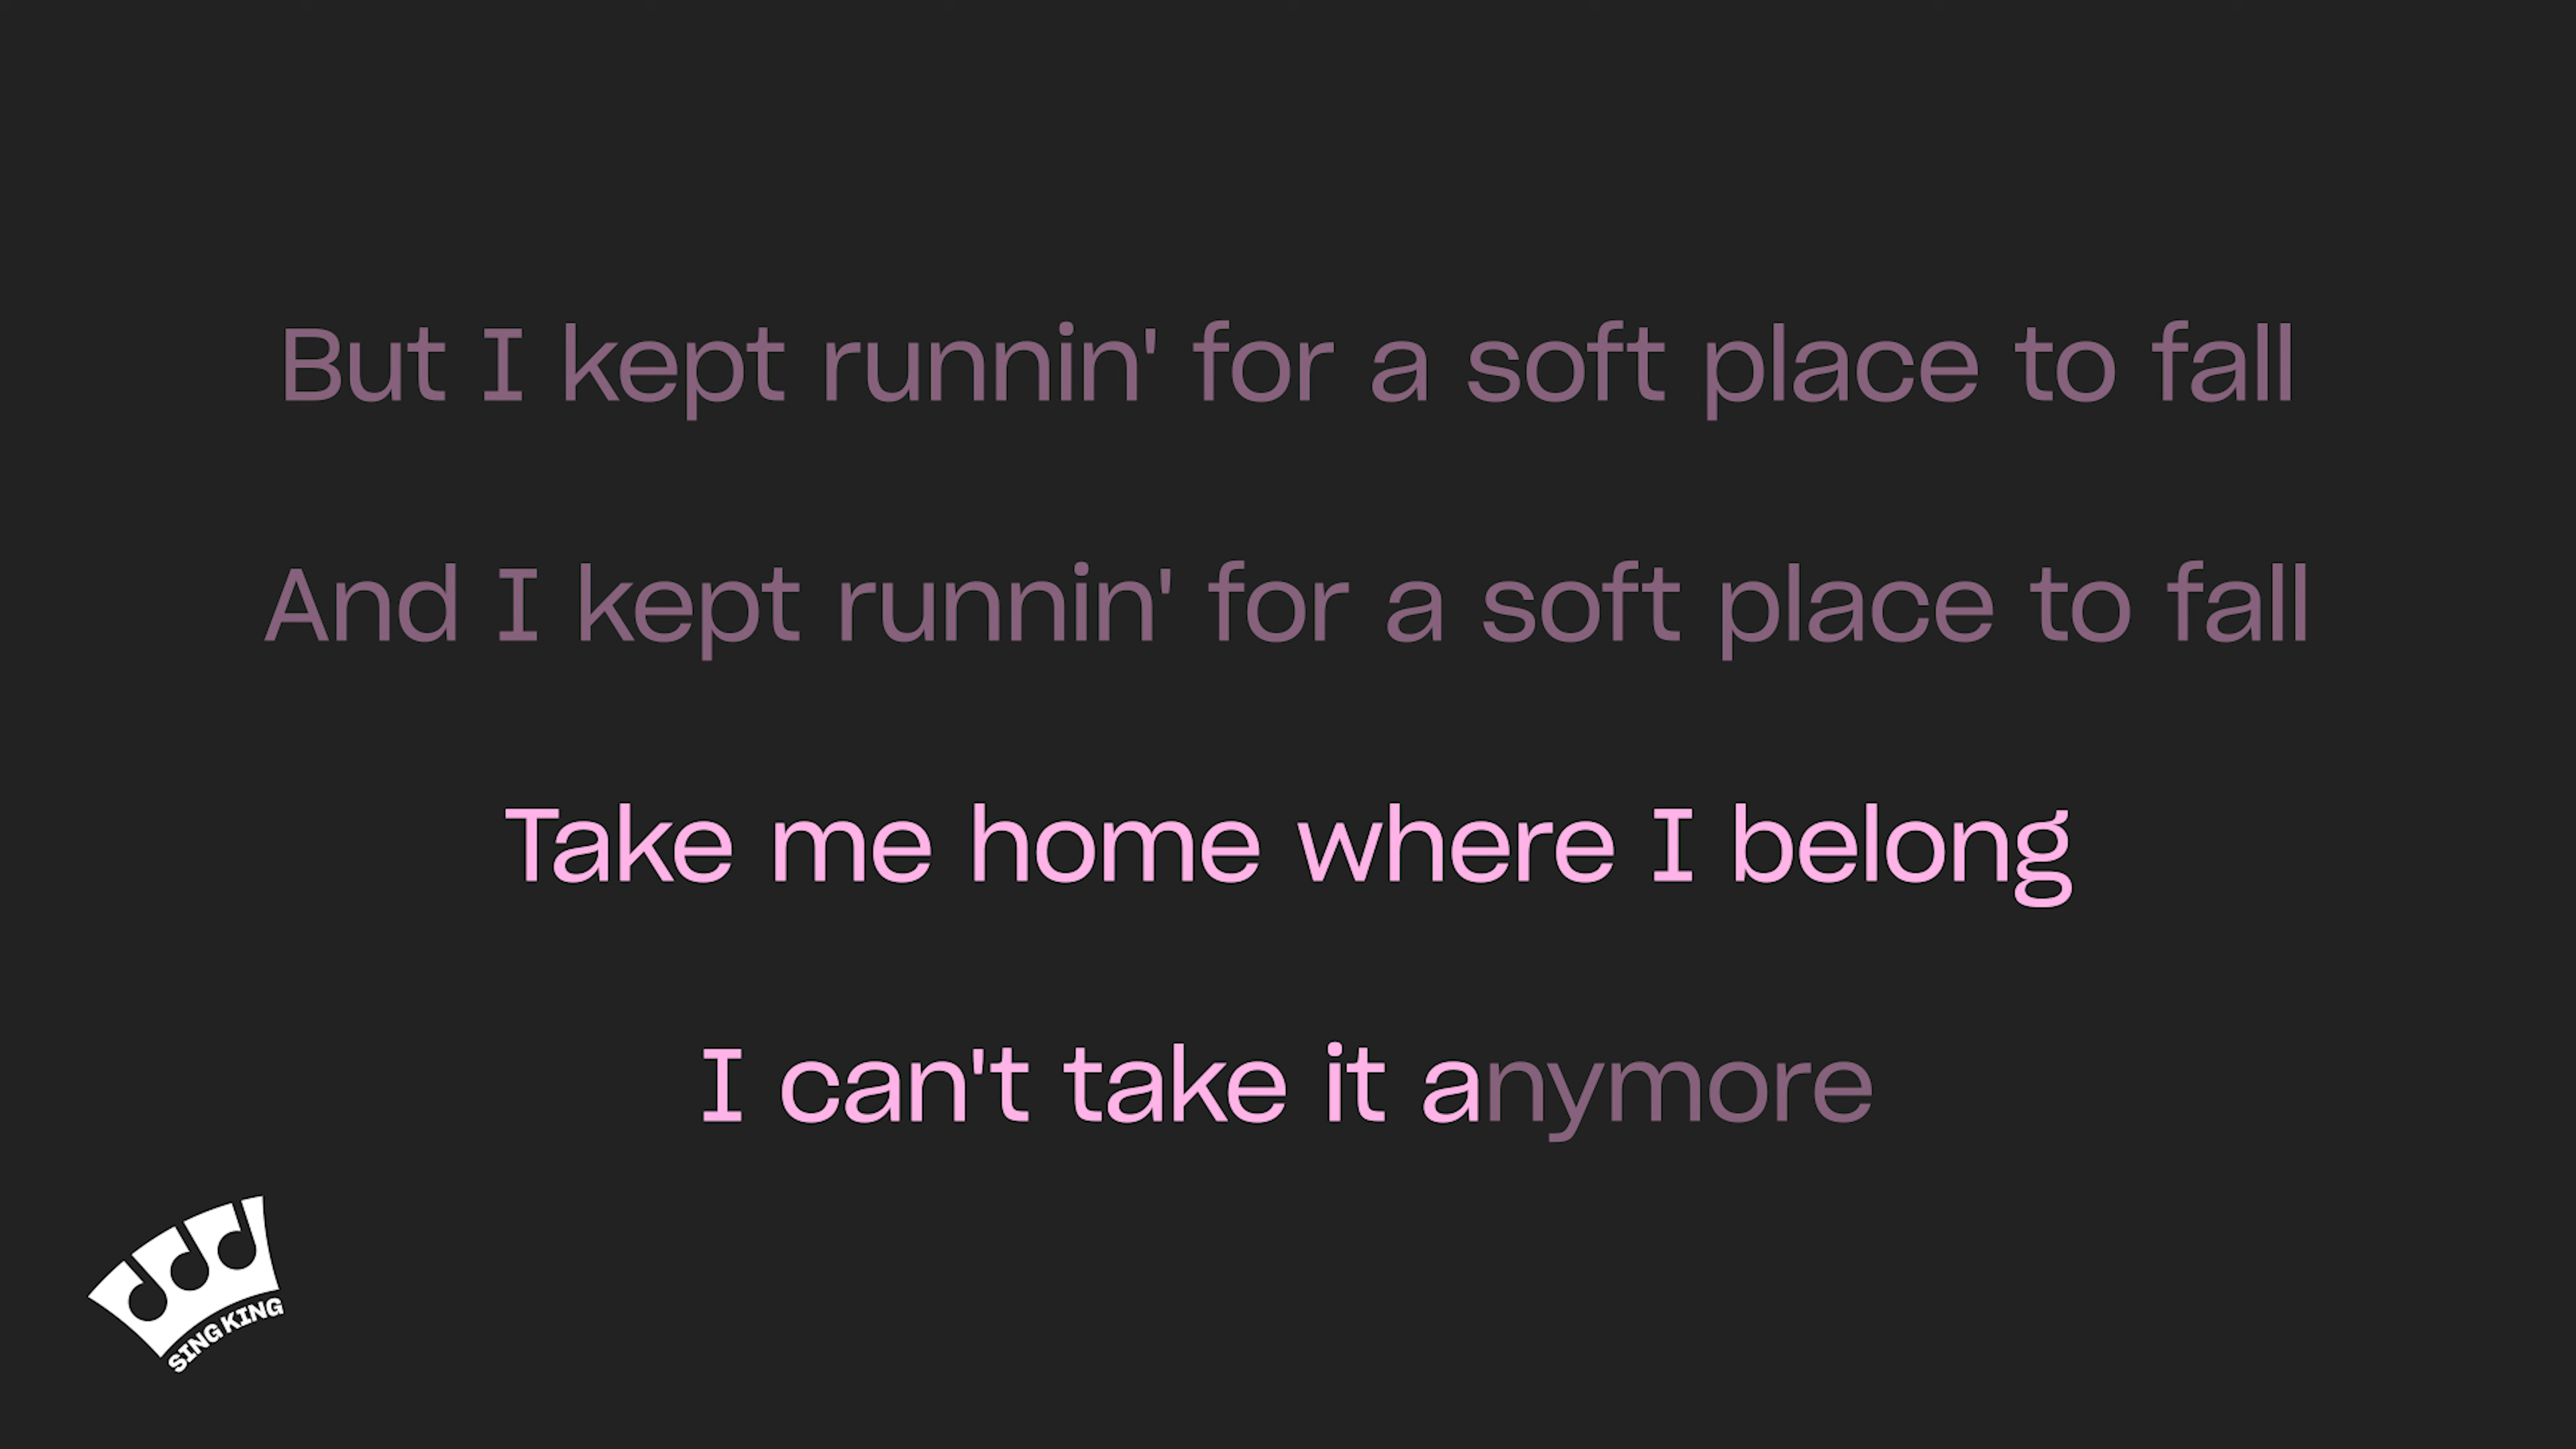 But I kept runnin' for a soft place to fall
And I kept runnin' for a soft place to fall
Take me home where I belong
I can't take it anymore
SING KING